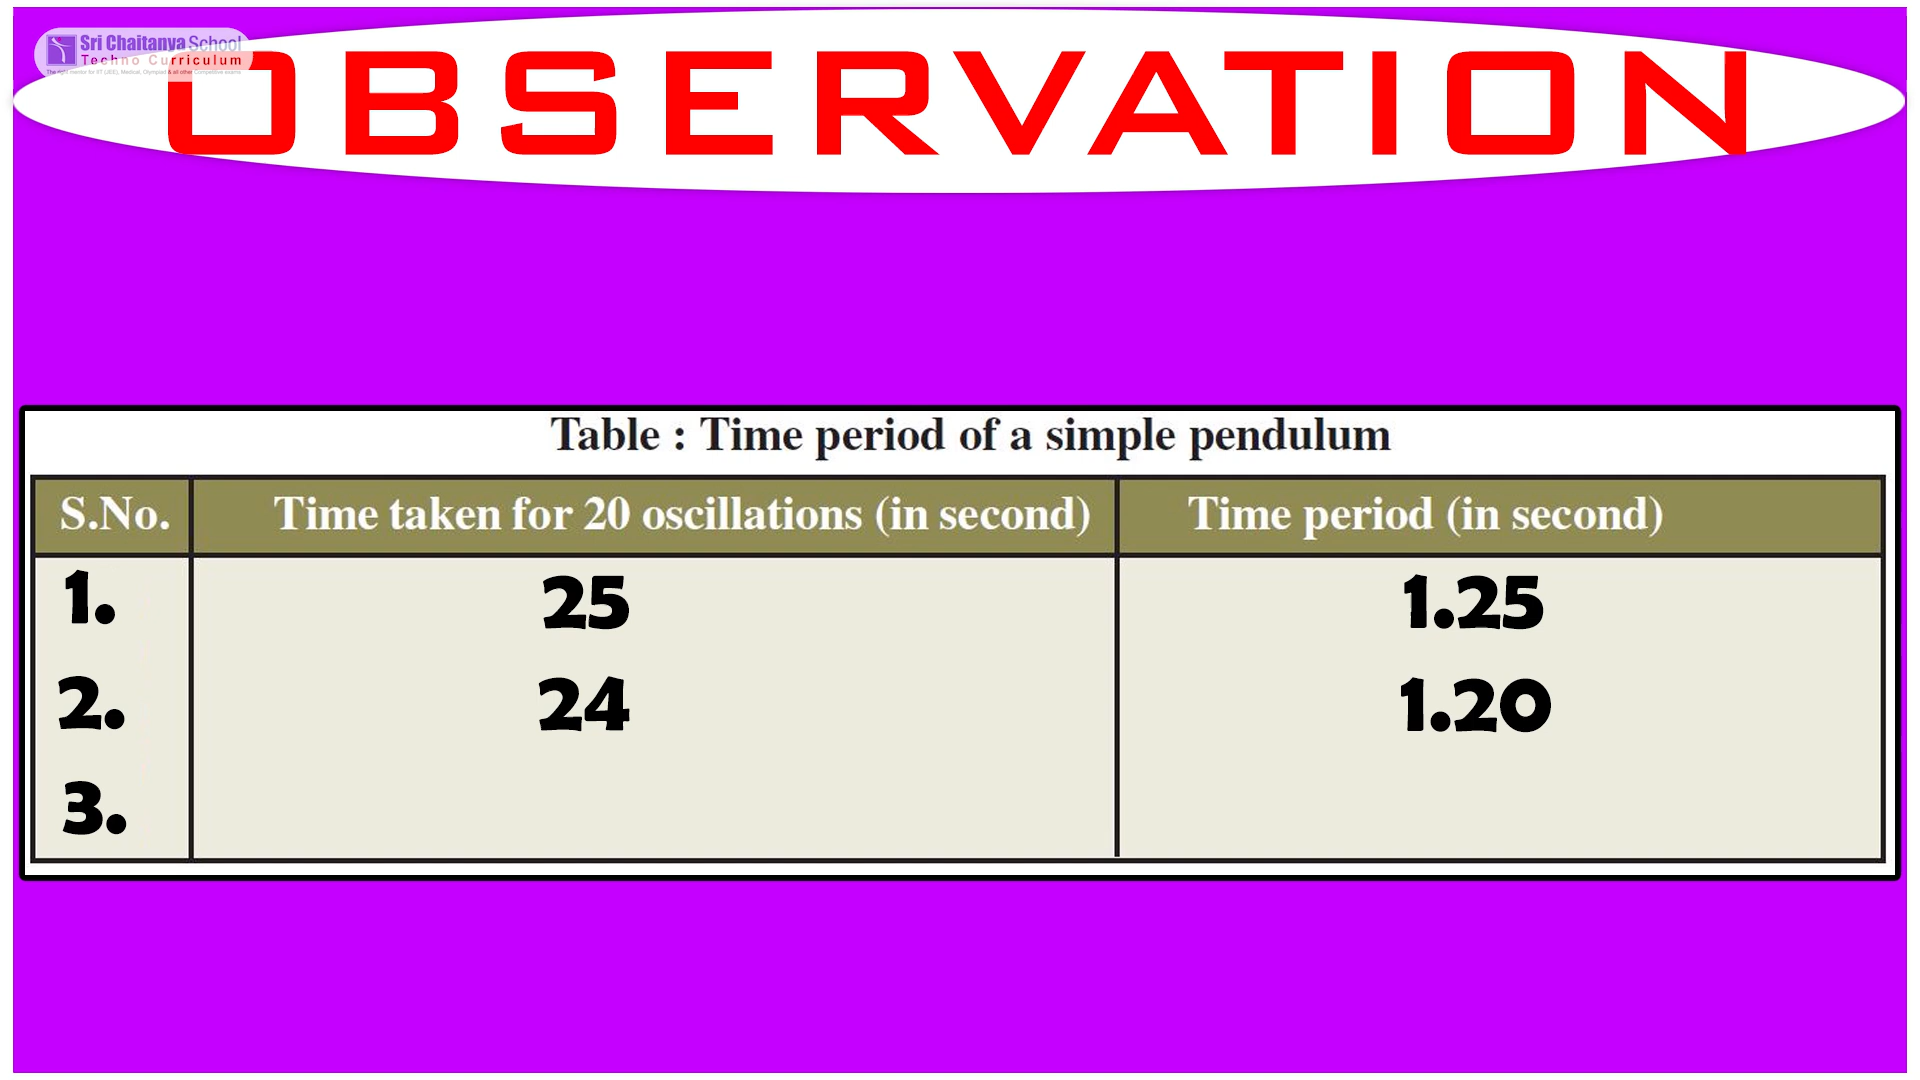 Sri Chaitanya School
Techno Curriculum
OBSERVATION
Table : Time period of a simple pendulum
S.No. Time taken for 20 oscillations (in second) Time period (in second)
1. 25 1.25
2. 24 1.20
3.